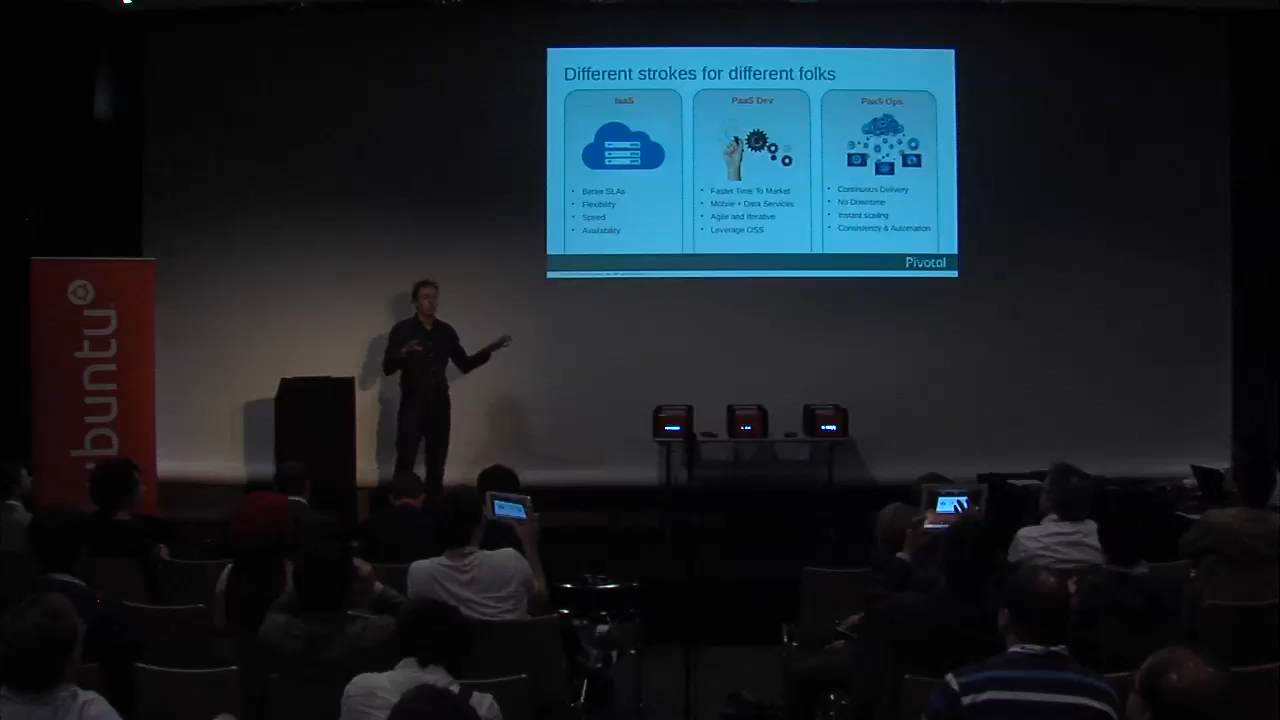 Different strokes for different folks
IaaS
• Better SLAs
• Flexibility
• Speed
• Availability
PaaS Dev
• Faster Time To Market
• Mobile + Data Services
• Agile and Iterative
• Leverage OSS
PaaS Ops
• Continuous Delivery
• No Downtime
• Instant scaling
• Consistency & Automation
Pivotal
ubuntu